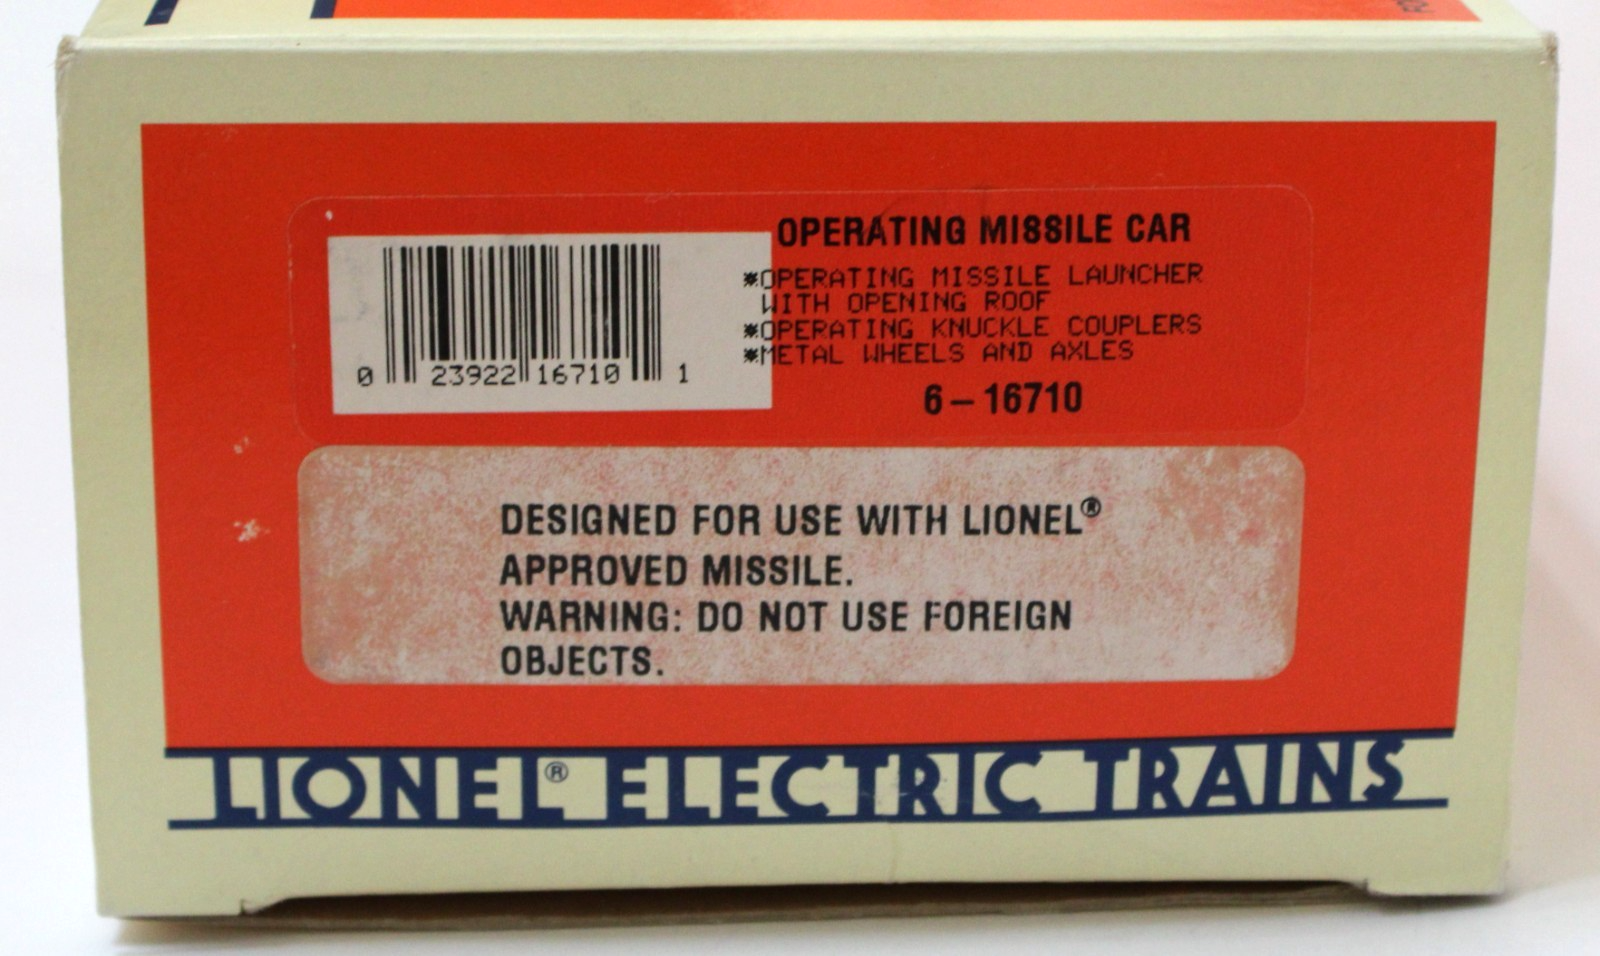 OPERATING MISSILE CAR
*OPERATING MISSILE LAUNCHER
WITH OPENING ROOF
*OPERATING KNUCKLE COUPLERS
*METAL WHEELS AND AXLES
6-16710
0 23922 16710 1
DESIGNED FOR USE WITH LIONEL®
APPROVED MISSILE.
WARNING: DO NOT USE FOREIGN
OBJECTS.
LIONEL® ELECTRIC TRAINS